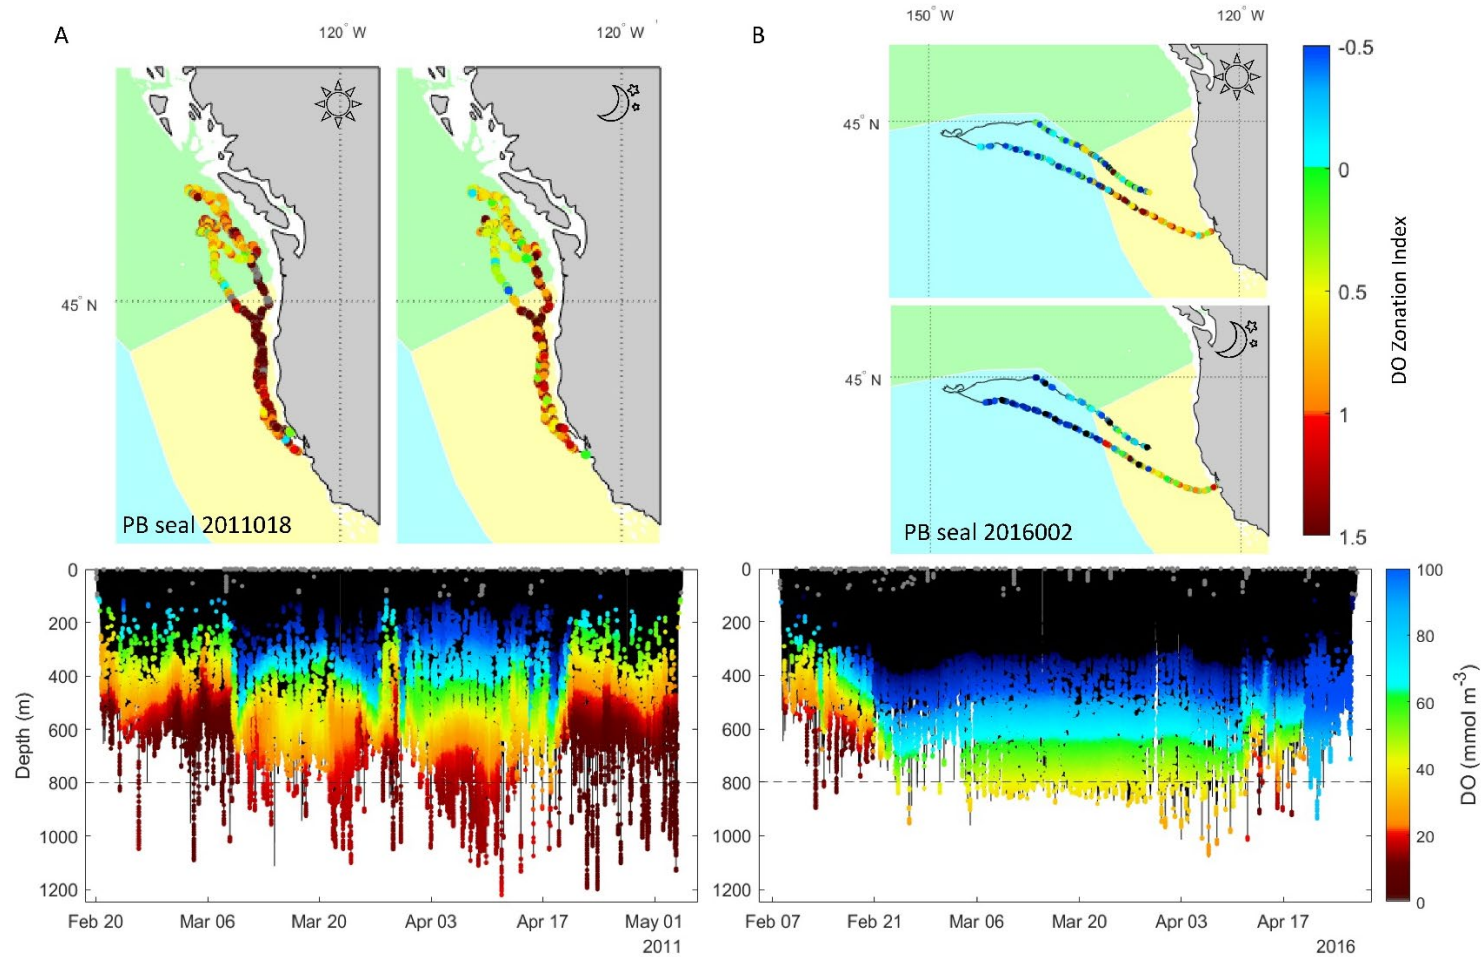 A
120° W
120° W
B
150° W
120° W
45° N
PB seal 2011018
45° N
45° N
PB seal 2016002
-0.5
0
0.5
1
1.5
DO Zonation Index
0
200
400
600
800
1000
1200
Depth (m)
Feb 20
Mar 06
Mar 20
Apr 03
Apr 17
May 01
2011
0
200
400
600
800
1000
1200
Feb 07
Feb 21
Mar 06
Mar 20
Apr 03
Apr 17
2016
100
80
60
40
20
0
DO (mmol m⁻³)